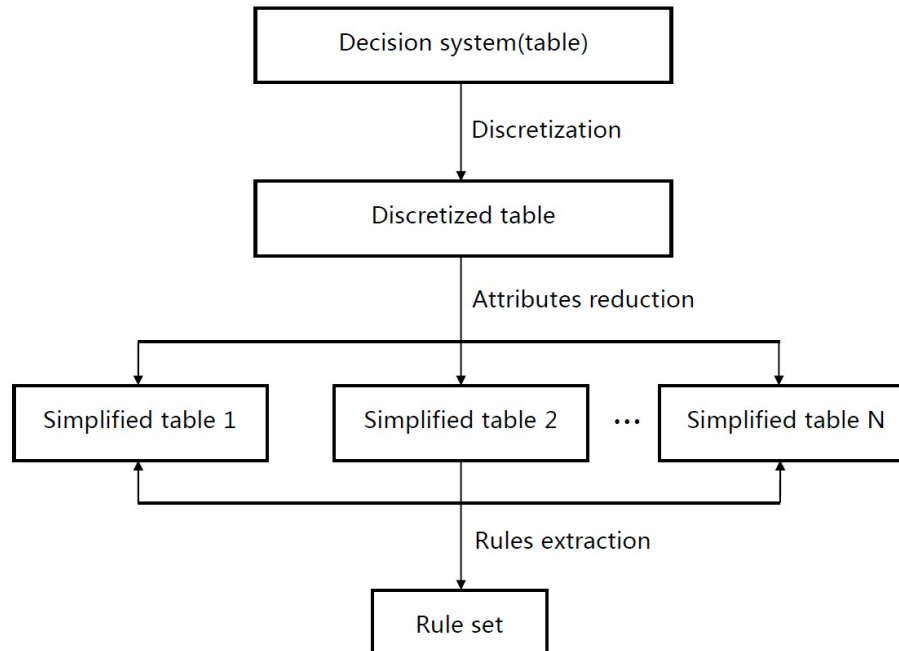 Decision system(table)
Discretization
Discretized table
Attributes reduction
Simplified table 1
Simplified table 2
...
Simplified table N
Rules extraction
Rule set